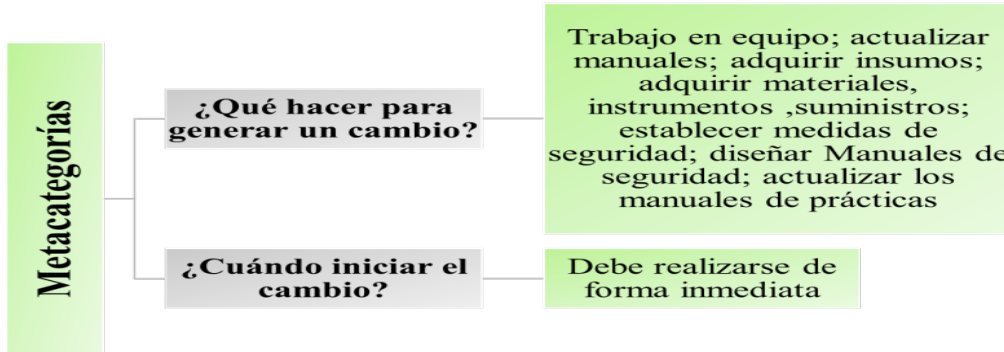 Metacategorías
¿Qué hacer para
generar un cambio?
Trabajo en equipo; actualizar
manuales; adquirir insumos;
adquirir materiales,
instrumentos ,suministros;
establecer medidas de
seguridad; diseñar Manuales de
seguridad; actualizar los
manuales de prácticas
¿Cuándo iniciar el
cambio?
Debe realizarse de
forma inmediata